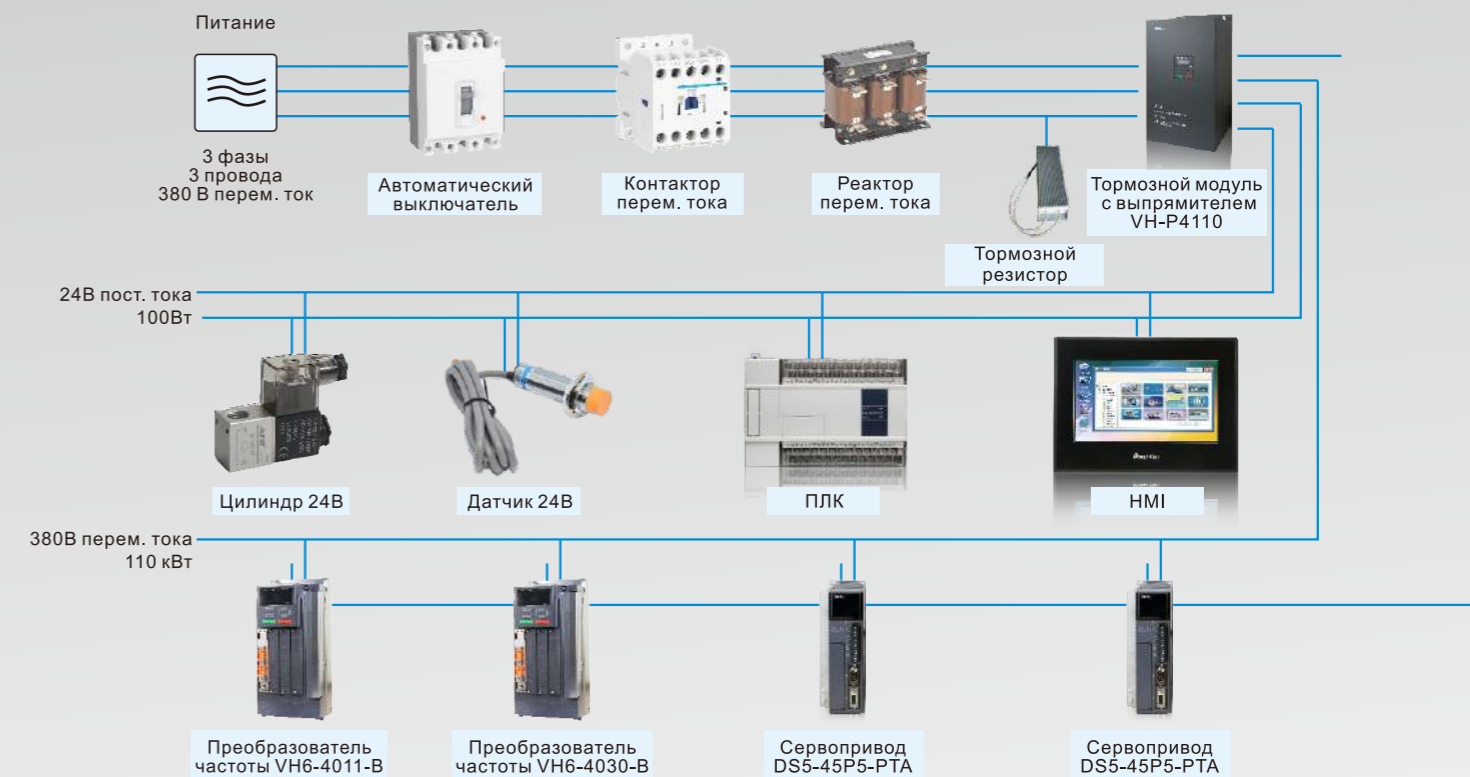 Питание
3 фазы
3 провода
380 В перем. ток
Автоматический
выключатель
Контактор
перем. тока
Реактор
перем. тока
Тормозной
резистор
Тормозной модуль
с выпрямителем
VH-P4110
24В пост. тока
100Вт
Цилиндр 24В
Датчик 24В
ПЛК
HMI
380В перем. тока
110 кВт
Преобразователь
частоты VH6-4011-B
Преобразователь
частоты VH6-4030-B
Сервопривод
DS5-45P5-PTA
Сервопривод
DS5-45P5-PTA